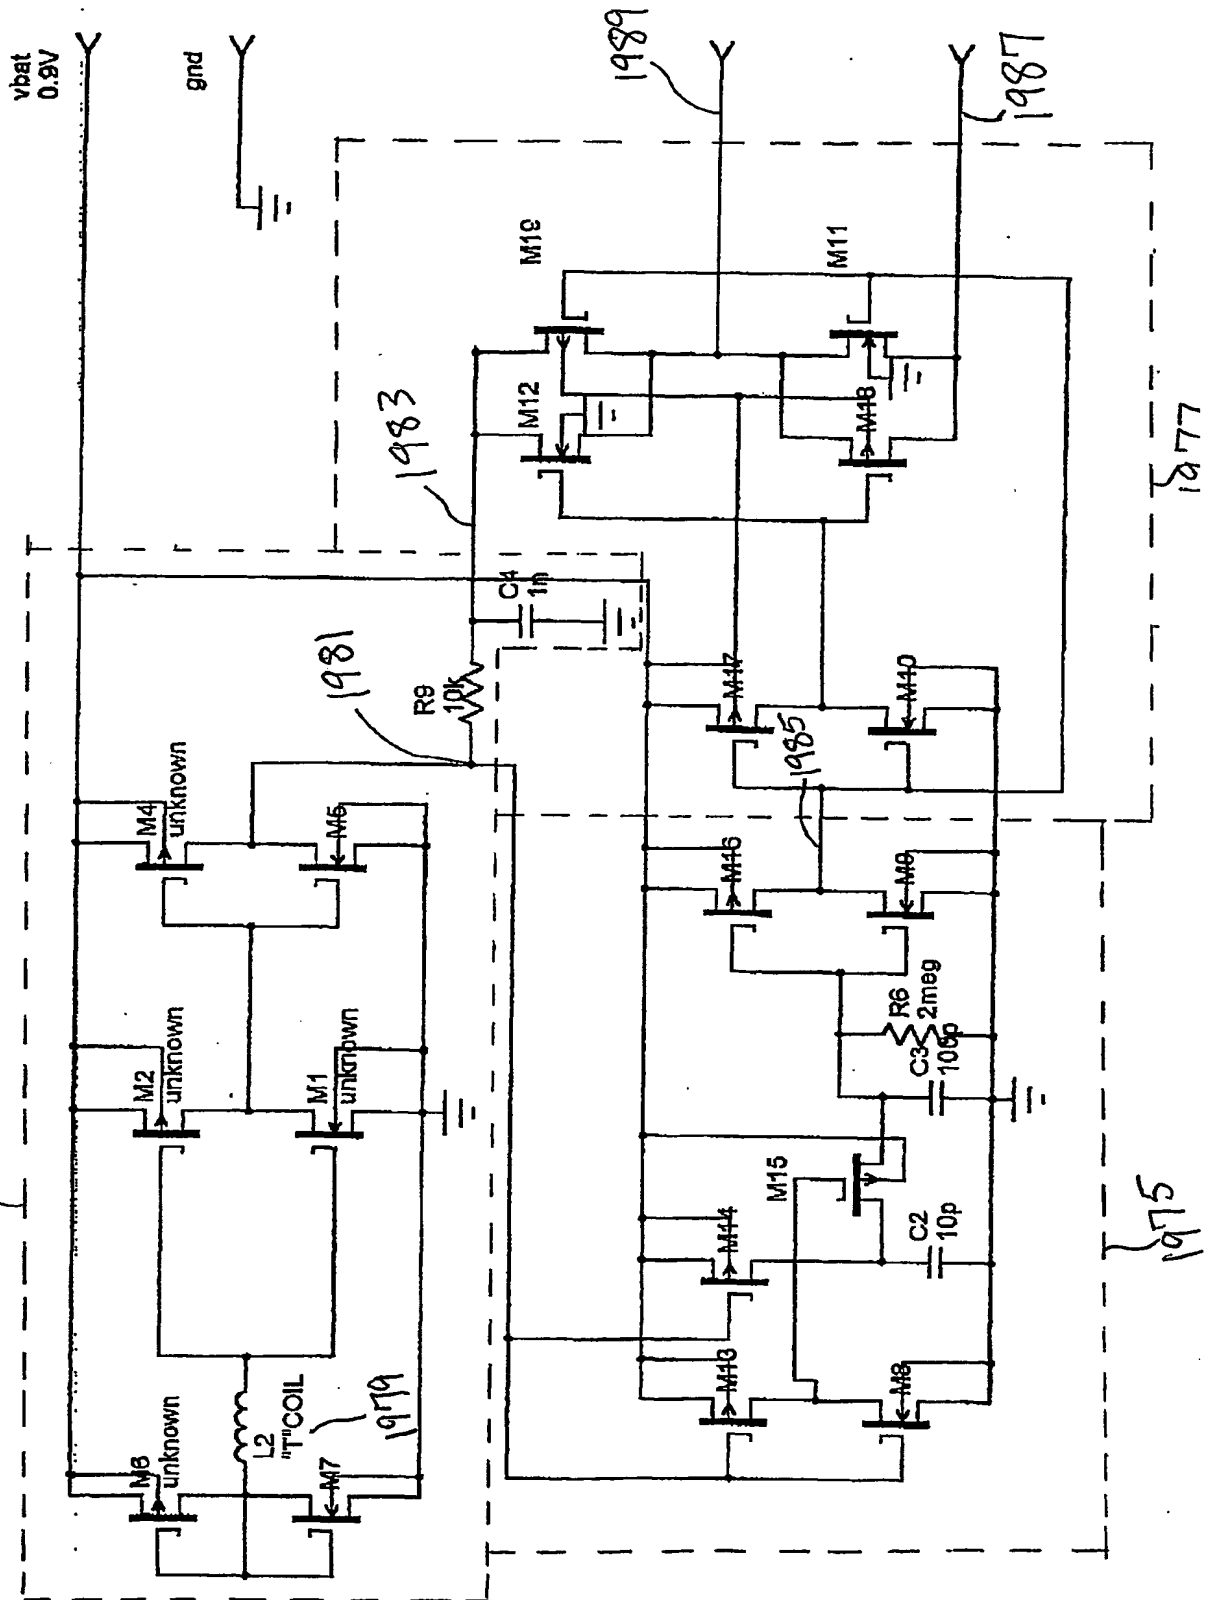 vbat
0.9V
gnd
1989
1987
M19
M11
M12
M18
1983
1977
C4
1n
1981
R9
10k
M17
M10
1985
M4
unknown
M5
M16
M9
M2
unknown
M1
unknown
R6
2meg
C3
100p
M15
M14
C2
10p
1975
M6
unknown
M7
L2
"T"COIL
1979
M13
M8